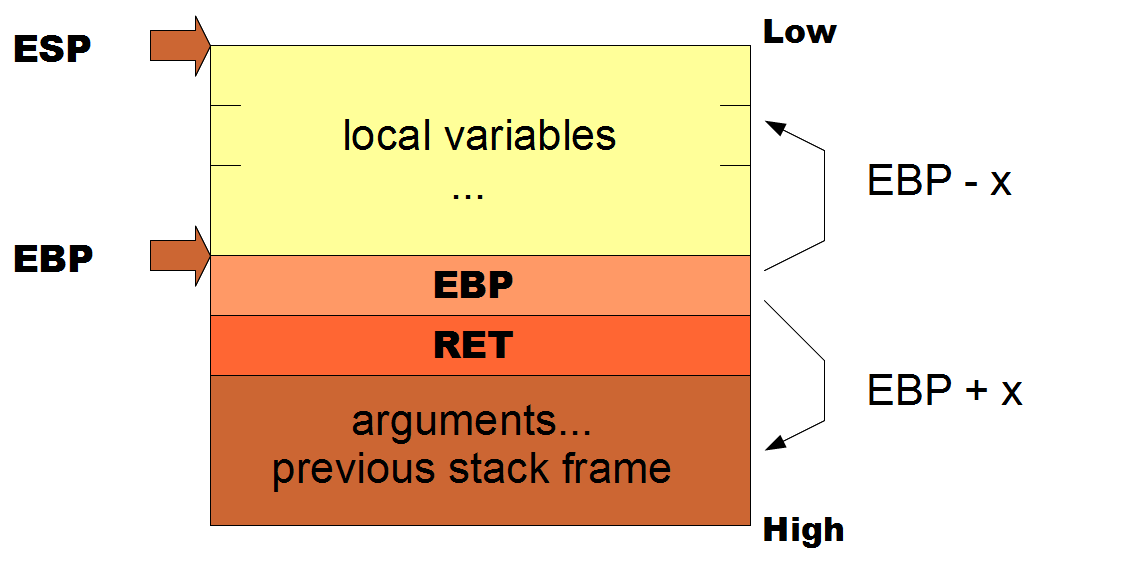 ESP
Low
local variables
...
EBP - x
EBP
EBP
RET
EBP + x
arguments...
previous stack frame
High